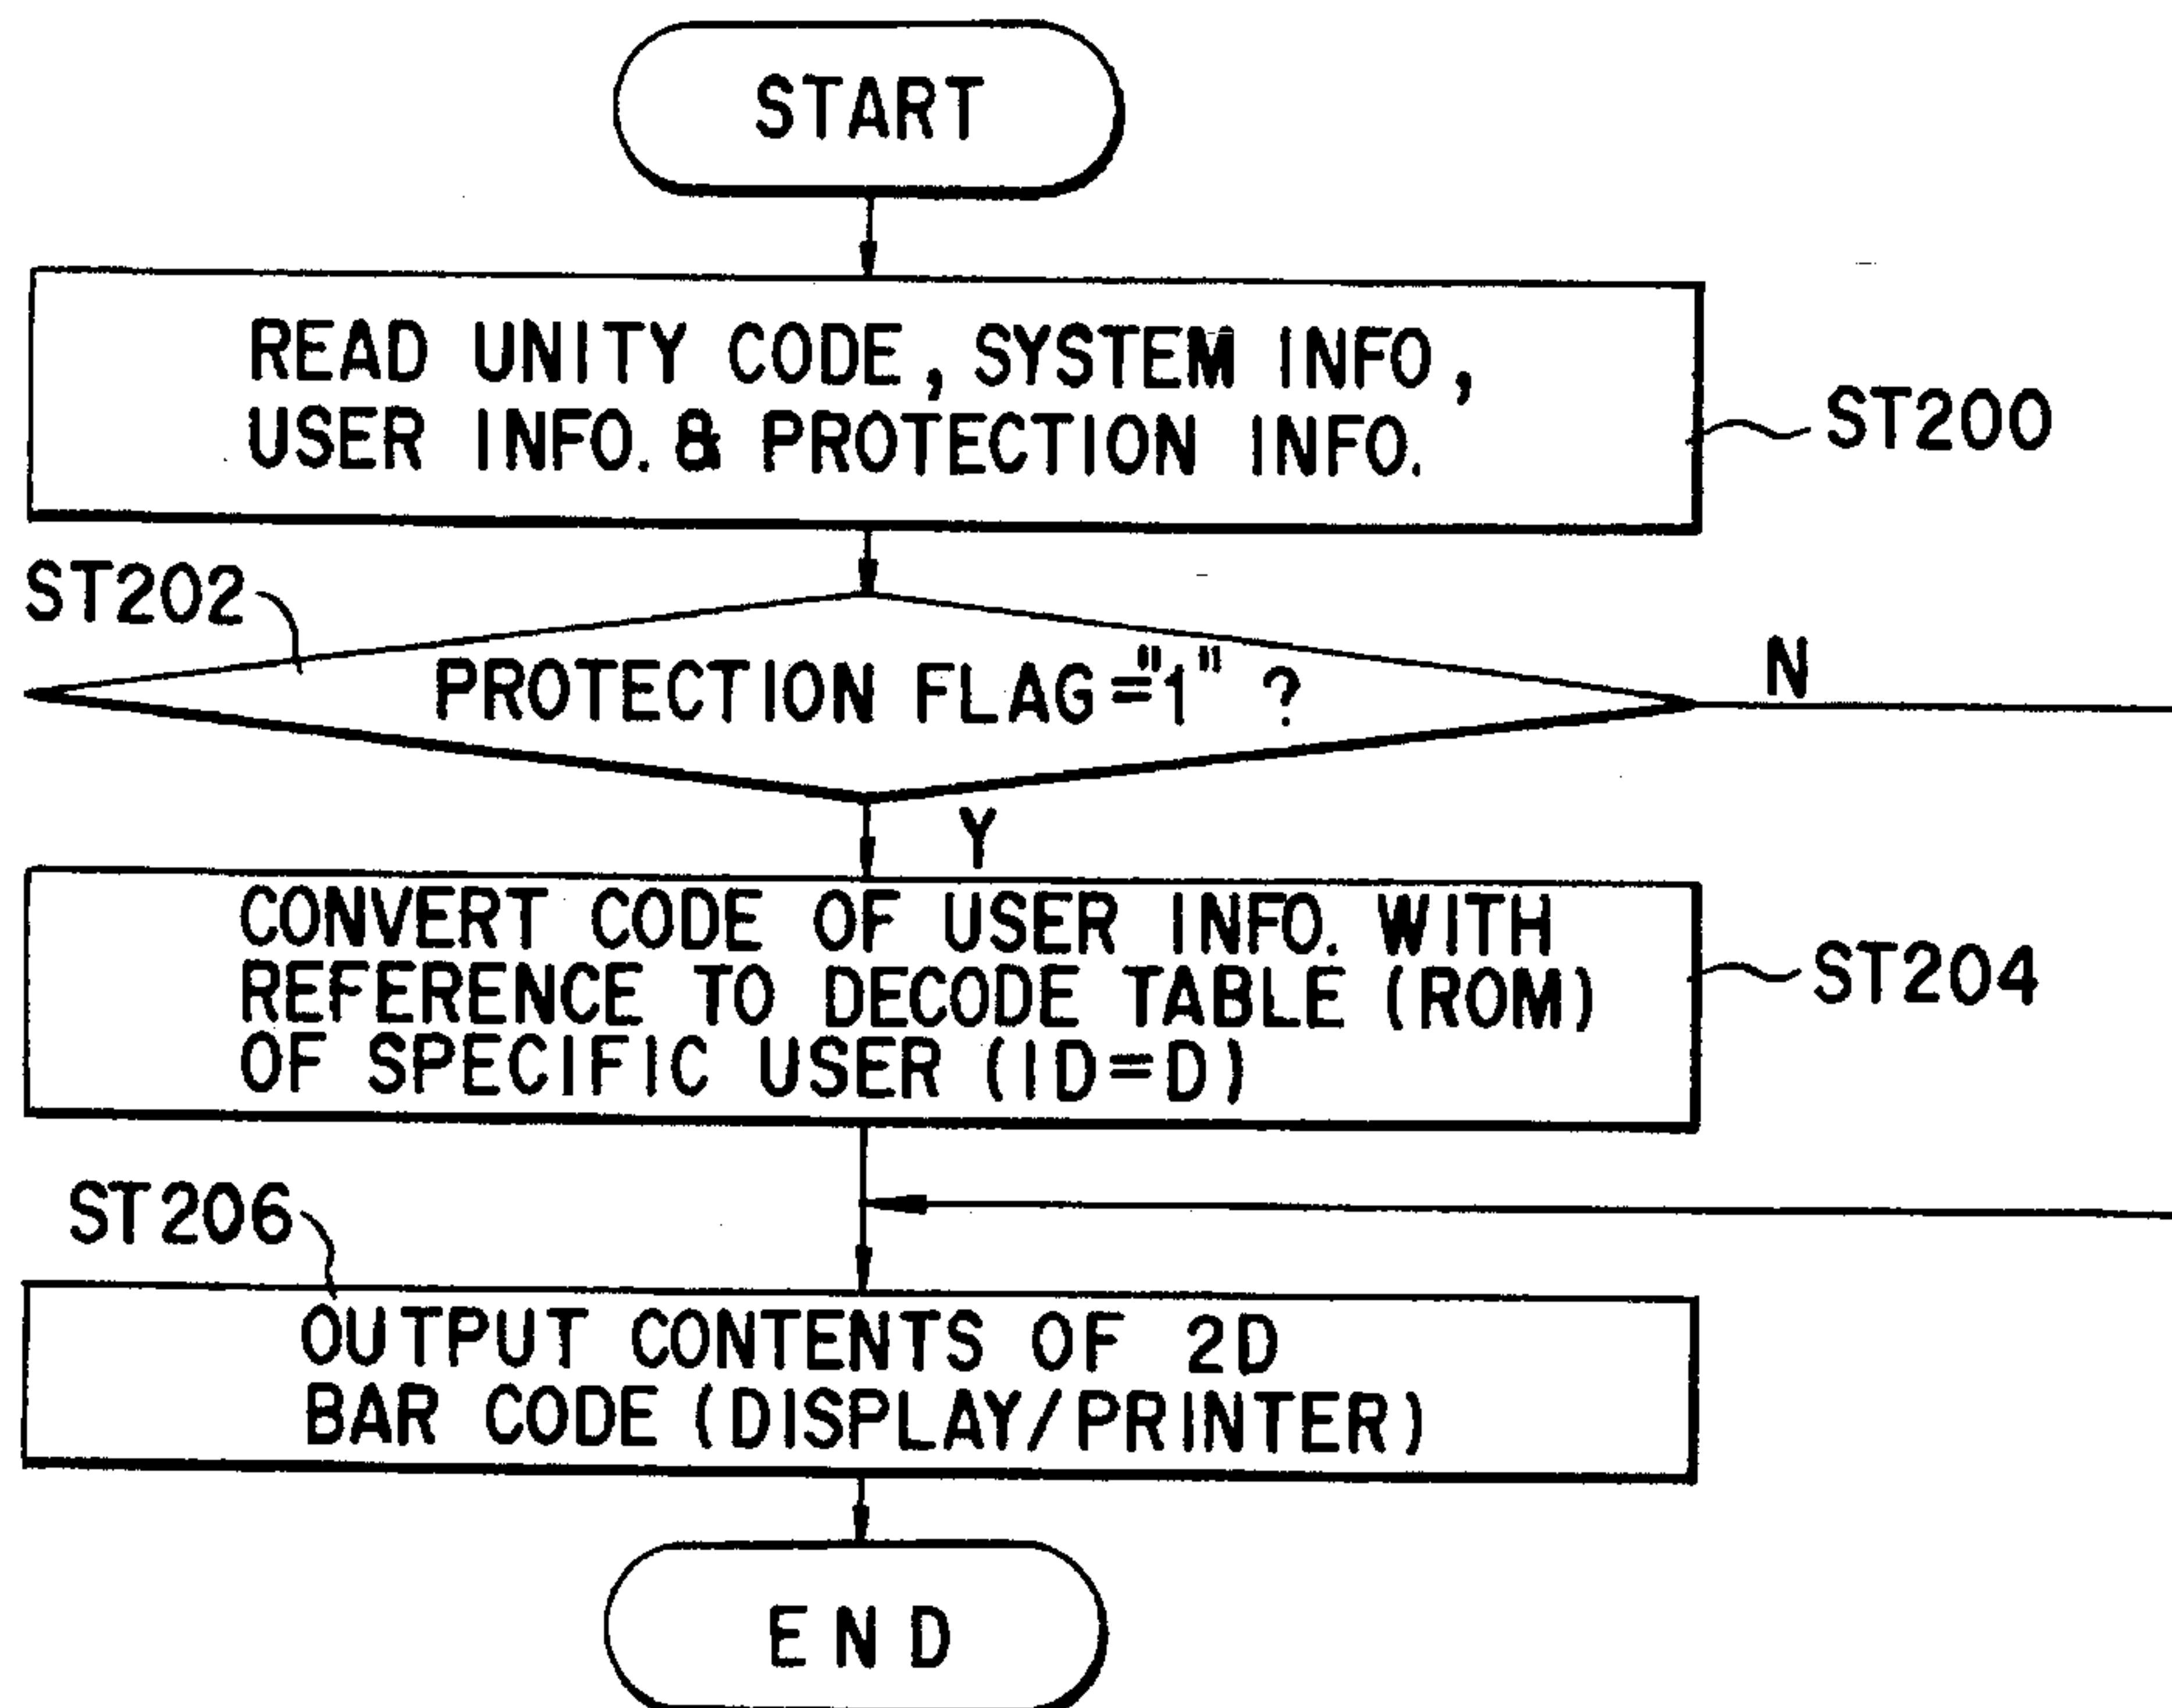 START
READ UNITY CODE, SYSTEM INFO,
USER INFO. & PROTECTION INFO.
ST200
ST202
PROTECTION FLAG="1" ?
N
Y
CONVERT CODE OF USER INFO. WITH
REFERENCE TO DECODE TABLE (ROM)
OF SPECIFIC USER (ID=D)
ST204
ST206
OUTPUT CONTENTS OF 2D
BAR CODE (DISPLAY/PRINTER)
END